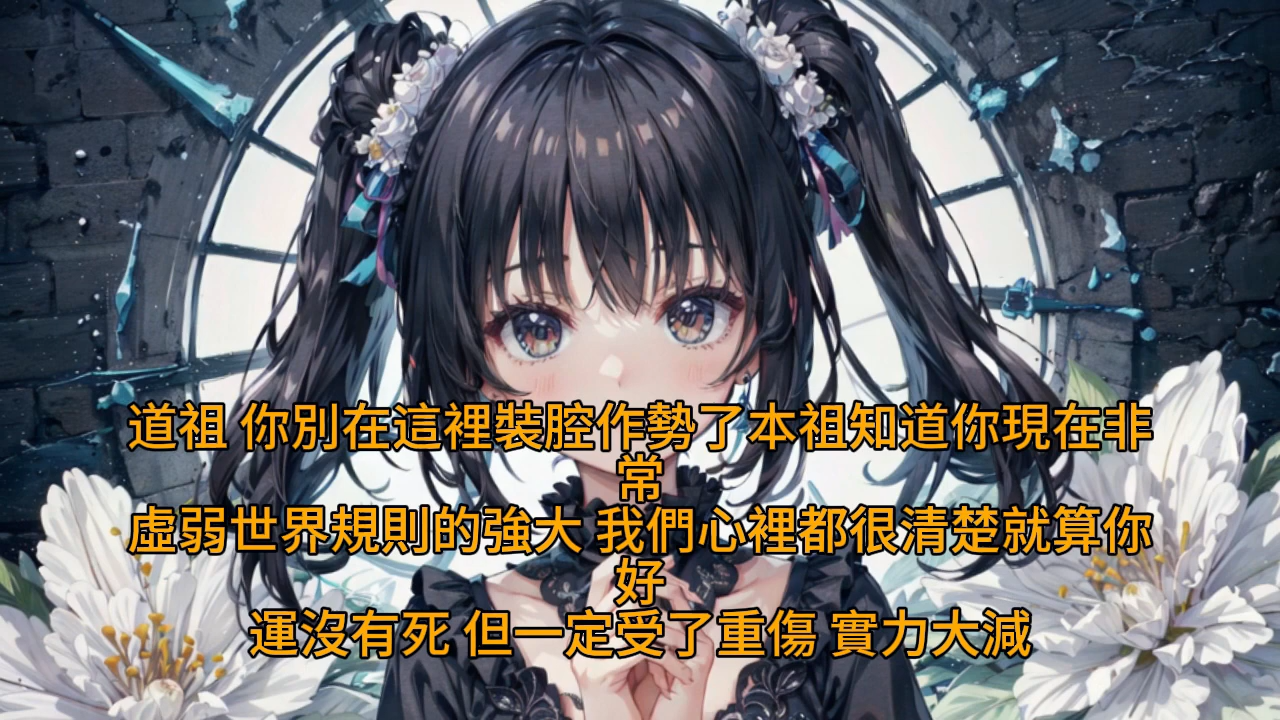 道祖 你別在這裡裝腔作勢了本祖知道你現在非
常
虛弱世界規則的強大 我們心裡都很清楚就算你
好
運沒有死 但一定受了重傷 實力大減